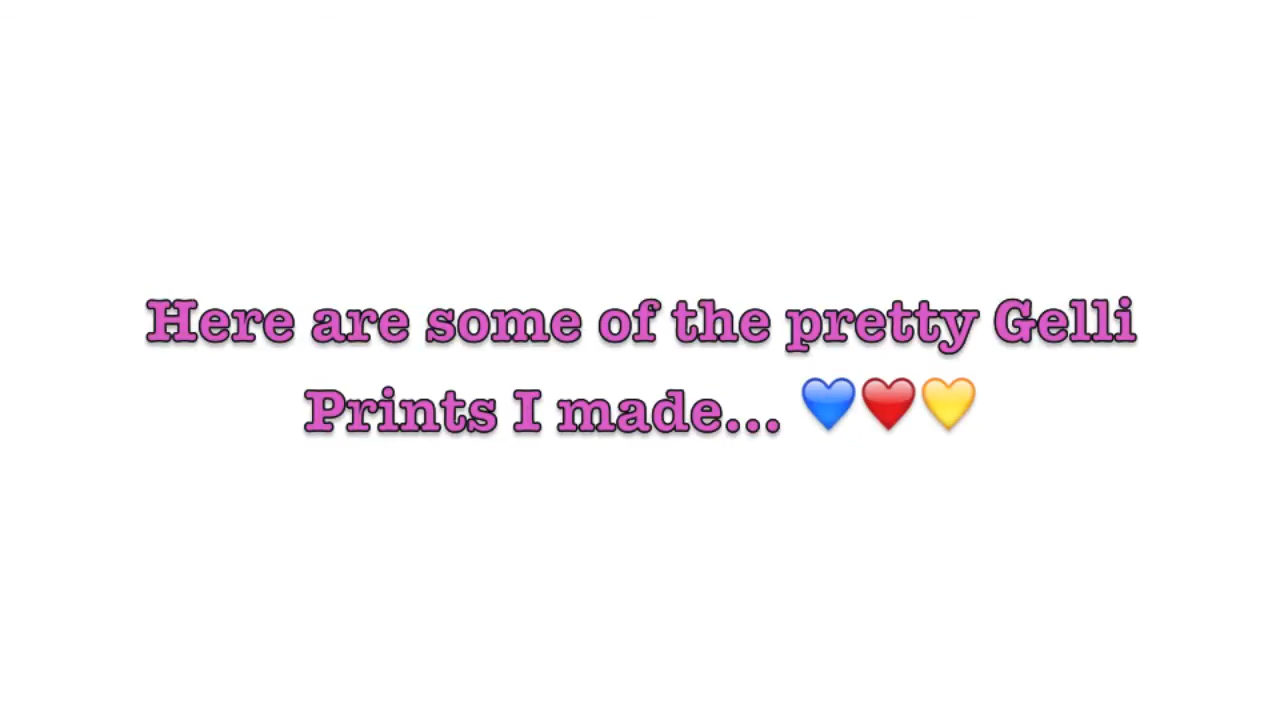 Here are some of the pretty Gelli
Prints I made... 💙❤️💛